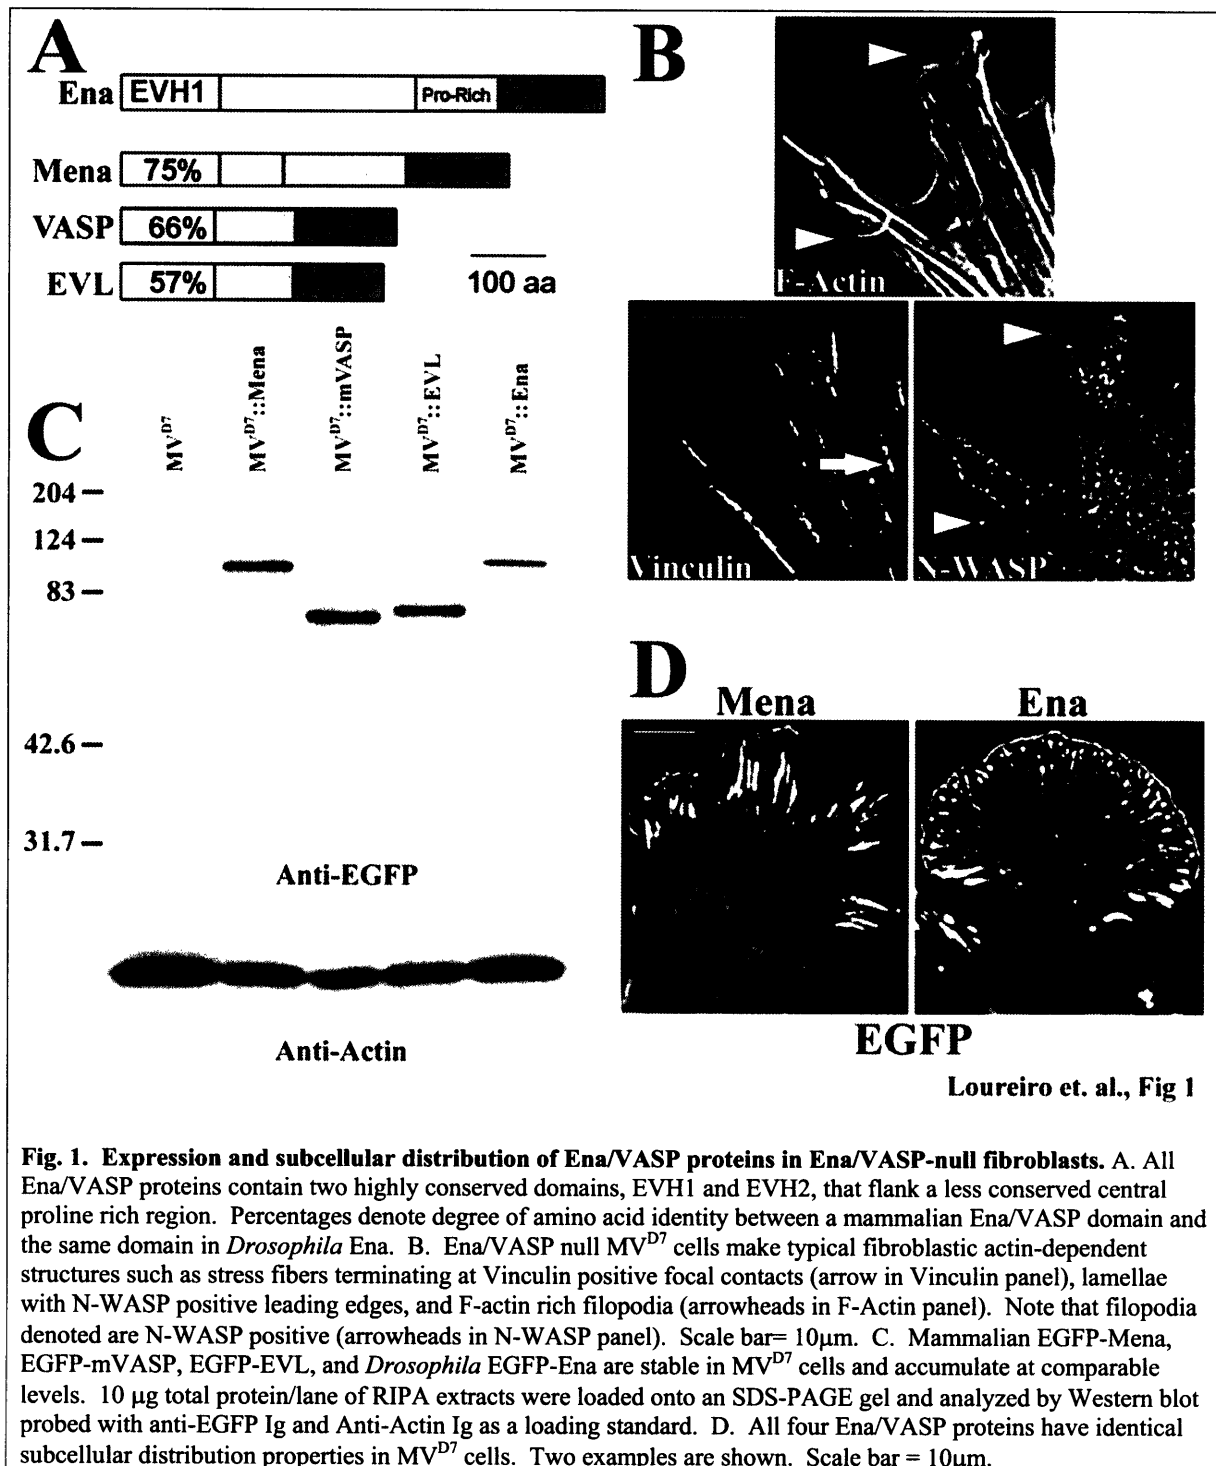 A
Ena EVH1 Pro-Rich
Mena 75%
VASP 66%
EVL 57%
100 aa
B
F-Actin
Vinculin
N-WASP
C
MV^D7
MV^D7::Mena
MV^D7::mVASP
MV^D7::EVL
MV^D7::Ena
204
124
83
42.6
31.7
Anti-EGFP
Anti-Actin
D
Mena Ena
EGFP
Loureiro et. al., Fig 1
Fig. 1. Expression and subcellular distribution of Ena/VASP proteins in Ena/VASP-null fibroblasts. A. All
Ena/VASP proteins contain two highly conserved domains, EVH1 and EVH2, that flank a less conserved central
proline rich region. Percentages denote degree of amino acid identity between a mammalian Ena/VASP domain and
the same domain in Drosophila Ena. B. Ena/VASP null MV^D7 cells make typical fibroblastic actin-dependent
structures such as stress fibers terminating at Vinculin positive focal contacts (arrow in Vinculin panel), lamellae
with N-WASP positive leading edges, and F-actin rich filopodia (arrowheads in F-Actin panel). Note that filopodia
denoted are N-WASP positive (arrowheads in N-WASP panel). Scale bar= 10μm. C. Mammalian EGFP-Mena,
EGFP-mVASP, EGFP-EVL, and Drosophila EGFP-Ena are stable in MV^D7 cells and accumulate at comparable
levels. 10 μg total protein/lane of RIPA extracts were loaded onto an SDS-PAGE gel and analyzed by Western blot
probed with anti-EGFP Ig and Anti-Actin Ig as a loading standard. D. All four Ena/VASP proteins have identical
subcellular distribution properties in MV^D7 cells. Two examples are shown. Scale bar = 10μm.